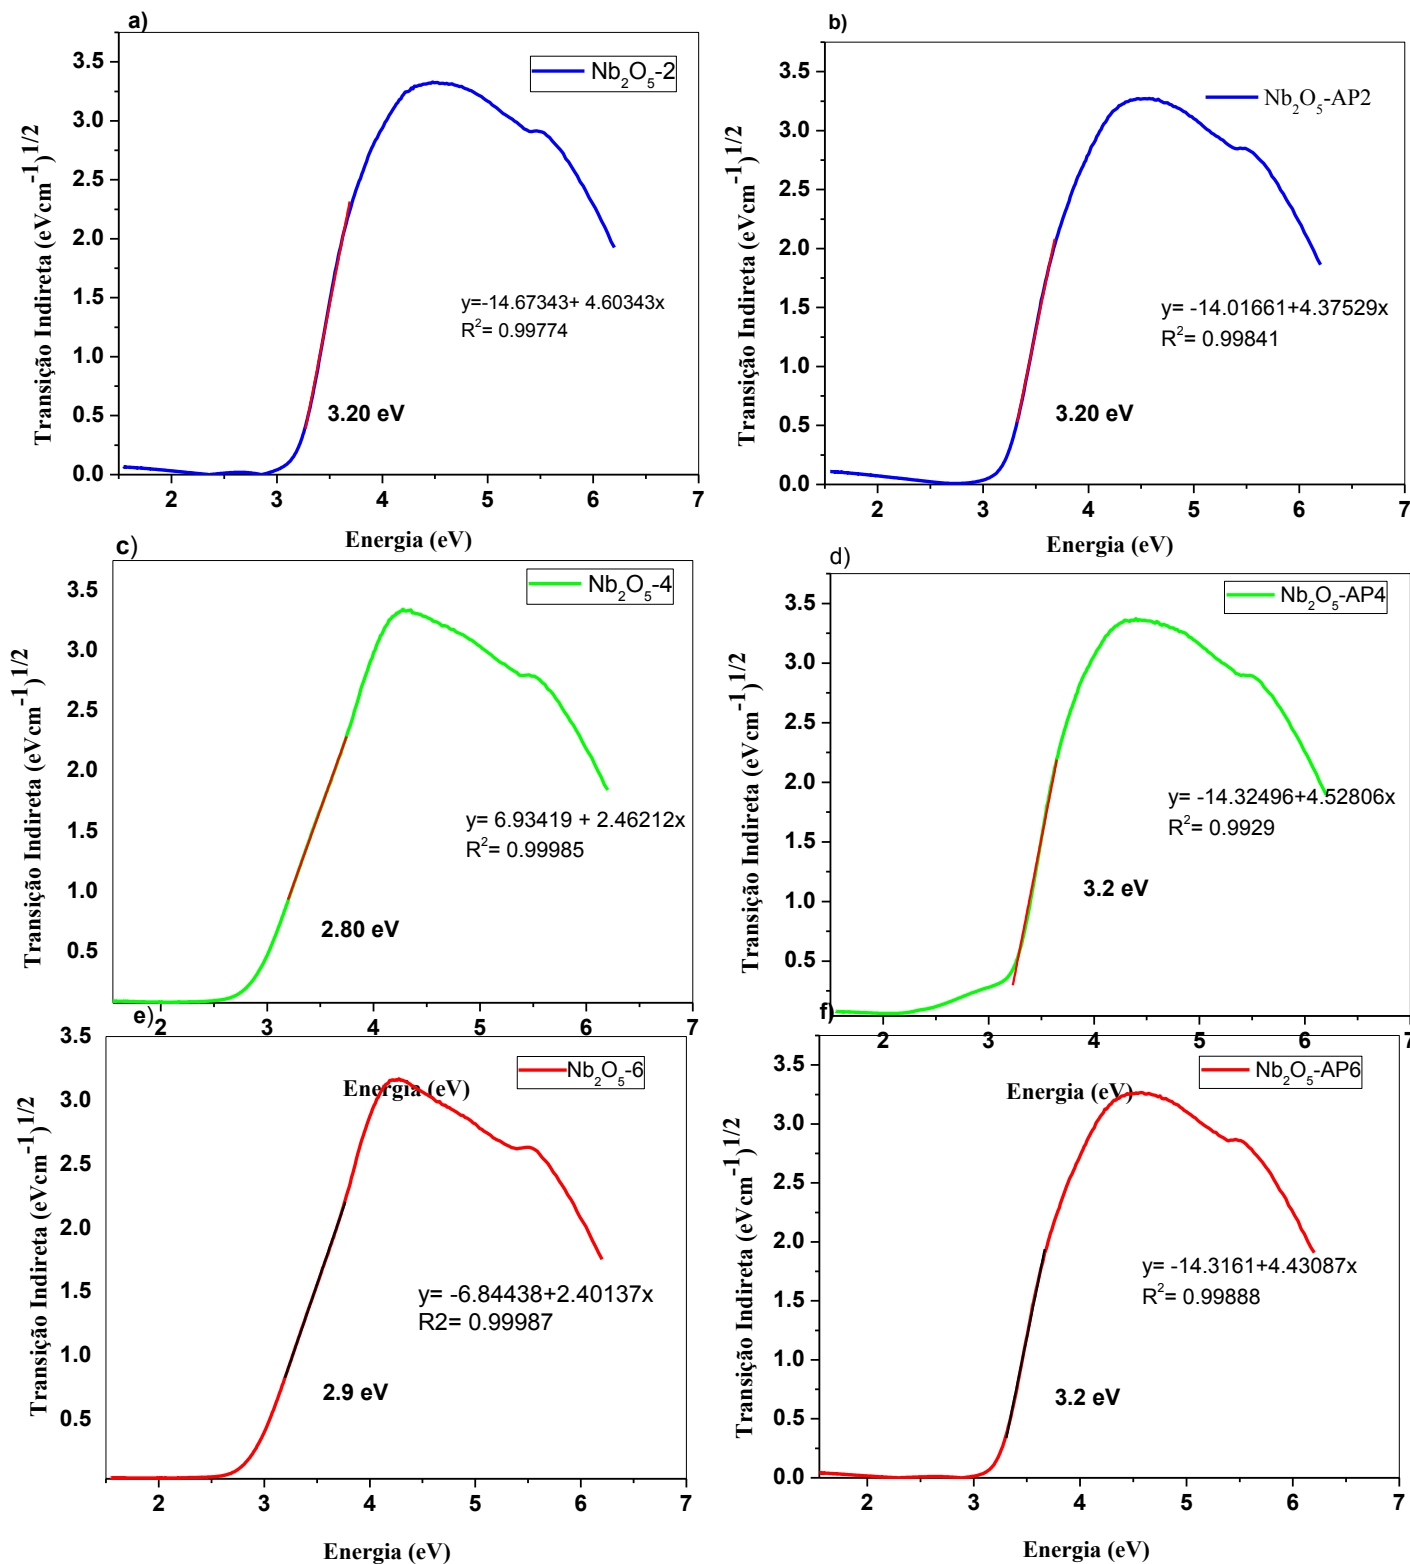 a)
Nb2O5-2
Transição Indireta (eVcm-1)1/2
3.5
3.0
2.5
2.0
1.5
1.0
0.5
0.0
y=-14.67343+ 4.60343x
R2= 0.99774
3.20 eV
2 3 4 5 6 7
Energia (eV)
b)
Nb2O5-AP2
Transição Indireta (eVcm-1)1/2
3.5
3.0
2.5
2.0
1.5
1.0
0.5
0.0
y= -14.01661+4.37529x
R2= 0.99841
3.20 eV
2 3 4 5 6 7
Energia (eV)
c)
Nb2O5-4
Transição Indireta (eVcm-1)1/2
3.5
3.0
2.5
2.0
1.5
1.0
0.5
y= 6.93419 + 2.46212x
R2= 0.99985
2.80 eV
2 3 4 5 6 7
Energia (eV)
d)
Nb2O5-AP4
Transição Indireta (eVcm-1)1/2
3.5
3.0
2.5
2.0
1.5
1.0
0.5
y= -14.32496+4.52806x
R2= 0.9929
3.2 eV
2 3 4 5 6 7
Energia (eV)
e)
Nb2O5-6
Transição Indireta (eVcm-1)1/2
3.5
3.0
2.5
2.0
1.5
1.0
0.5
y= -6.84438+2.40137x
R2= 0.99987
2.9 eV
2 3 4 5 6 7
Energia (eV)
f)
Nb2O5-AP6
Transição Indireta (eVcm-1)1/2
3.5
3.0
2.5
2.0
1.5
1.0
0.5
0.0
y= -14.3161+4.43087x
R2= 0.99888
3.2 eV
2 3 4 5 6 7
Energia (eV)